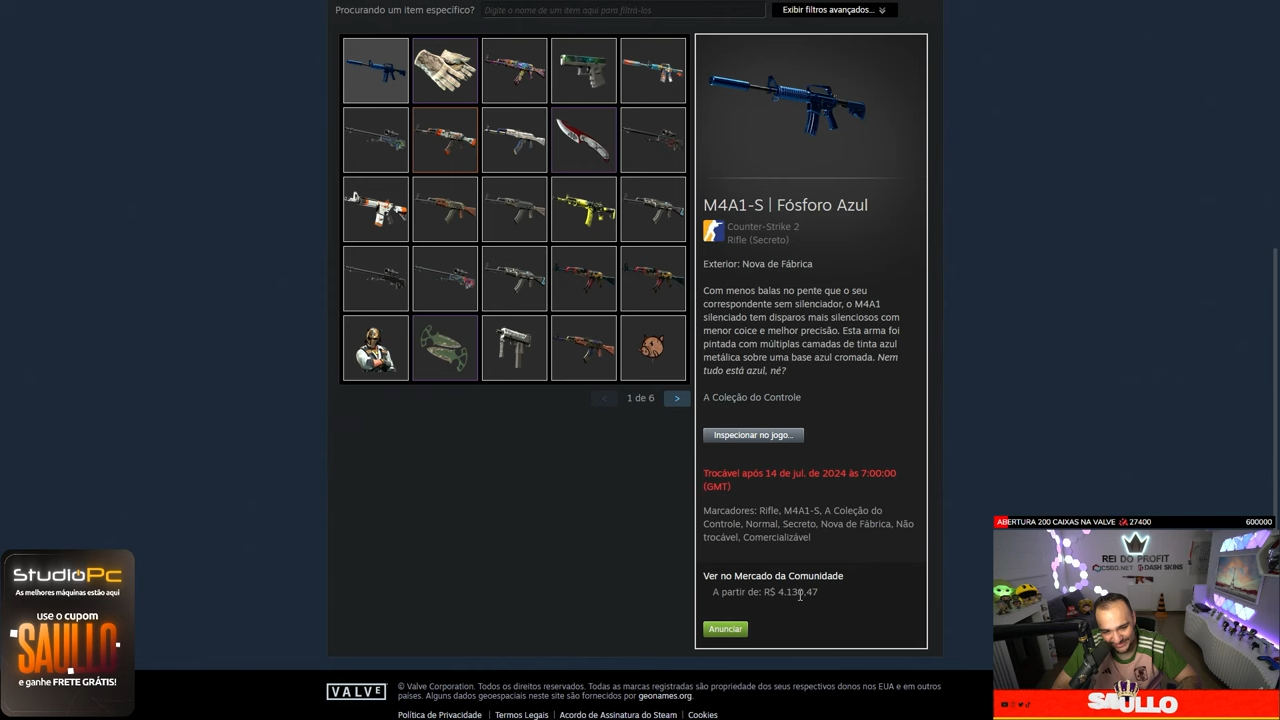 Procurando um item específico?
Digite o nome de um item aqui para filtrá-los
Exibir filtros avançados...
M4A1-S | Fósforo Azul
Counter-Strike 2
Rifle (Secreto)
Exterior: Nova de Fábrica
Com menos balas no pente que o seu
correspondente sem silenciador, o M4A1
silenciado tem disparos mais silenciosos com
menor coice e melhor precisão. Esta arma foi
pintada com múltiplas camadas de tinta azul
metálica sobre uma base azul cromada. Nem
tudo está azul, né?
A Coleção do Controle
1 de 6
>
Inspecionar no jogo...
Trocável após 14 de jul. de 2024 às 7:00:00
(GMT)
Marcadores: Rifle, M4A1-S, A Coleção do
Controle, Normal, Secreto, Nova de Fábrica, Não
trocável, Comercializável
Ver no Mercado da Comunidade
A partir de: R$ 4.130,47
Anunciar
VALVE
© Valve Corporation. Todos os direitos reservados. Todas as marcas registradas são propriedade dos seus respectivos donos nos EUA e em outros
países. Alguns dados geoespaciais neste site são fornecidos por geonames.org.
Política de Privacidade | Termos Legais | Acordo de Assinatura do Steam | Cookies
STUDIOPC
As melhores máquinas estão aqui
use o cupom
SAULLO
e ganhe FRETE GRÁTIS!
ABERTURA 200 CAIXAS NA VALVE
27400
600000
REI DO PROFIT
CSGO.NET
DASH SKINS
SAULLO